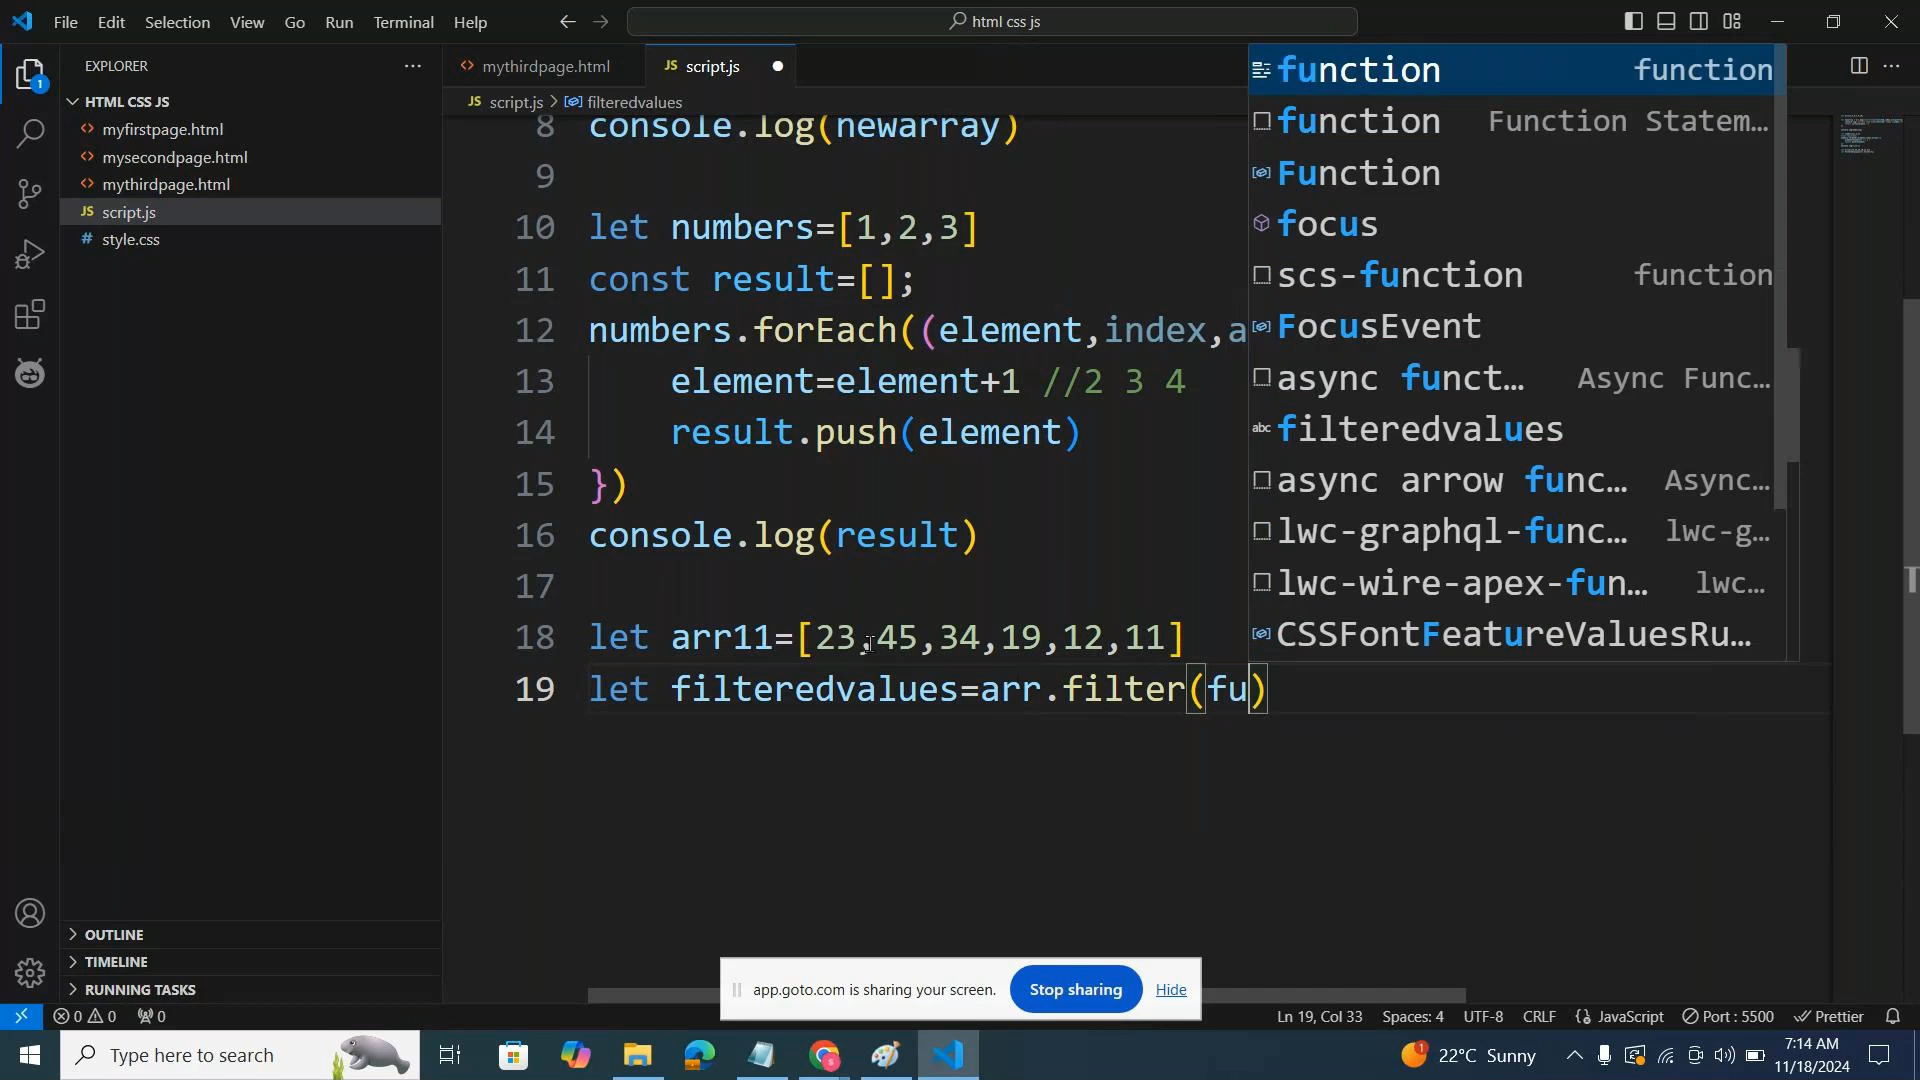 File Edit Selection View Go Run Terminal Help
html css js
EXPLORER
HTML CSS JS
myfirstpage.html
mysecondpage.html
mythirdpage.html
JS script.js
# style.css
OUTLINE
TIMELINE
RUNNING TASKS
1
mythirdpage.html
JS script.js
JS script.js > filteredvalues
8 console.log(newarray)
9
10 let numbers=[1,2,3]
11 const result=[];
12 numbers.forEach((element,index,a
13 element=element+1 //2 3 4
14 result.push(element)
15 })
16 console.log(result)
17
18 let arr11=[23,45,34,19,12,11]
19 let filteredvalues=arr.filter(fu)
function function
function Function Statem...
Function
focus
scs-function function
FocusEvent
async funct... Async Func...
abc filteredvalues
async arrow func... Async...
lwc-graphql-func... lwc-g...
lwc-wire-apex-fun... lwc...
CSSFontFeatureValuesRu...
app.goto.com is sharing your screen. Stop sharing Hide
0 0 0
Ln 19, Col 33 Spaces: 4 UTF-8 CRLF JavaScript Port : 5500 Prettier
Type here to search
22°C Sunny
7:14 AM
11/18/2024